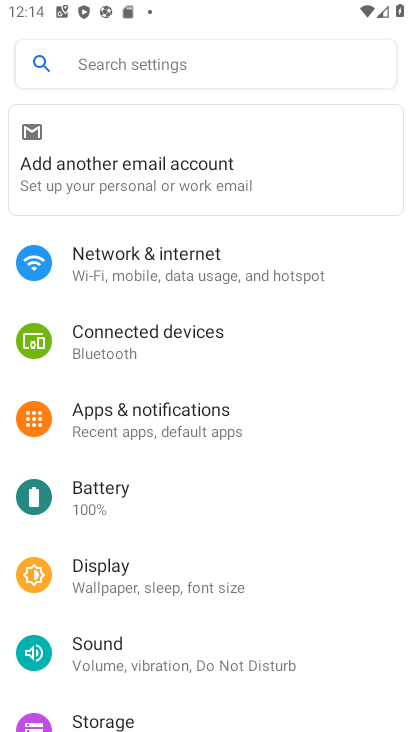 12:14
Search settings
Add another email account
Set up your personal or work email
Network & internet
Wi-Fi, mobile, data usage, and hotspot
Connected devices
Bluetooth
Apps & notifications
Recent apps, default apps
Battery
100%
Display
Wallpaper, sleep, font size
Sound
Volume, vibration, Do Not Disturb
Storage